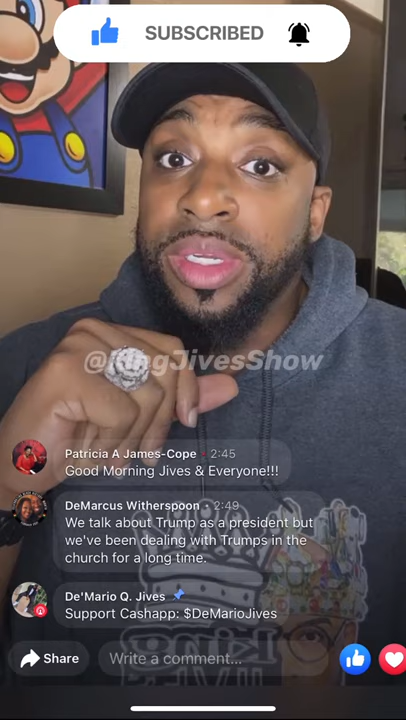 SUBSCRIBED
@KingJivesShow
Patricia A James-Cope · 2:45
Good Morning Jives & Everyone!!!
DeMarcus Witherspoon · 2:49
We talk about Trump as a president but
we've been dealing with Trumps in the
church for a long time.
De'Mario Q. Jives
Support Cashapp: $DeMarioJives
Share
Write a comment...